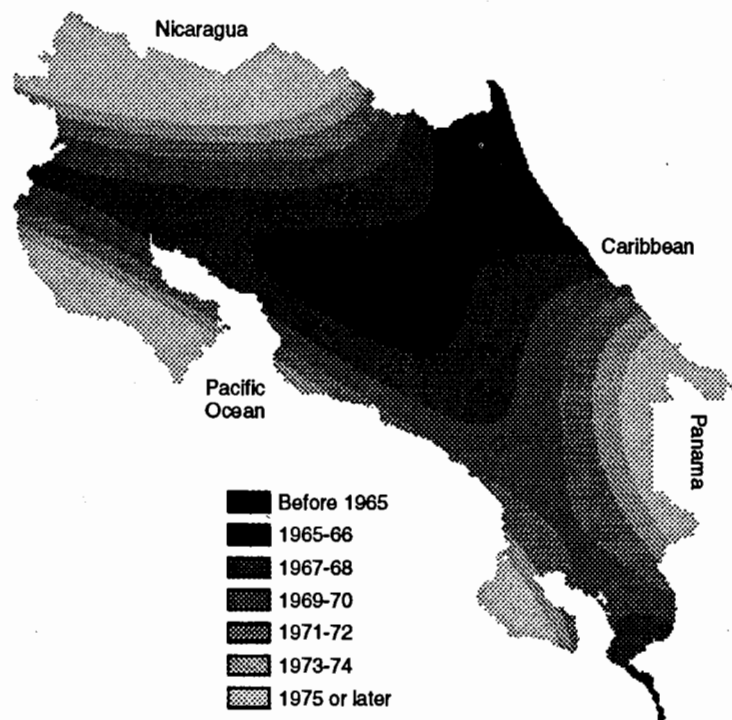 Nicaragua
Caribbean
Pacific
Ocean
Panama
Before 1965
1965-66
1967-68
1969-70
1971-72
1973-74
1975 or later